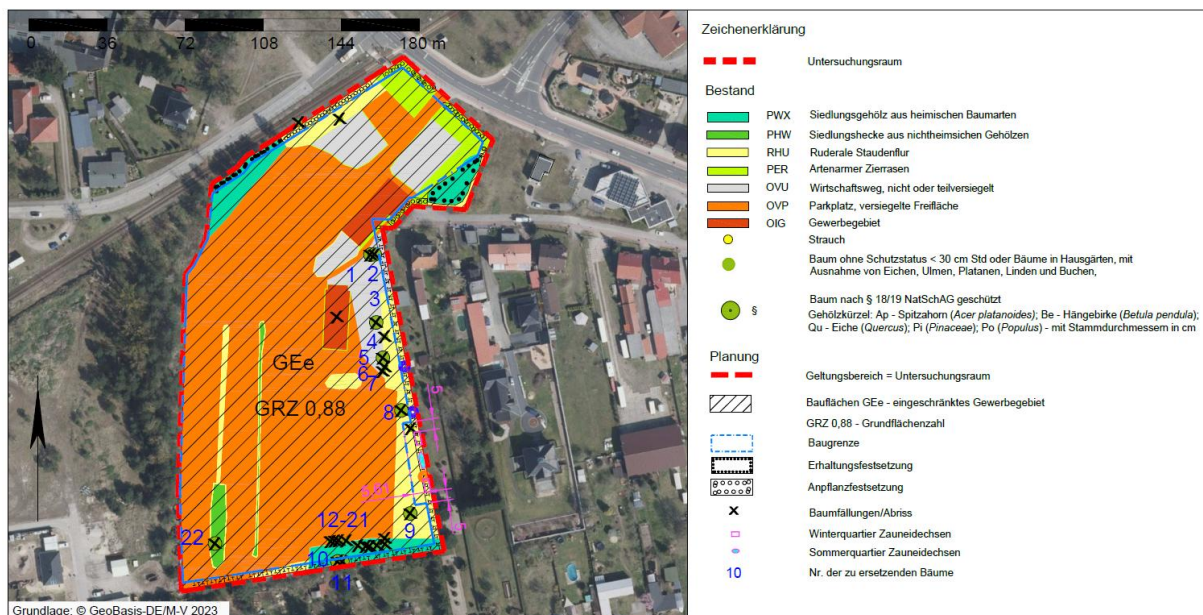 0 36 72 108 144 180 m
1 2
3
4
5
6
7
GEe
GRZ 0,88
8
5
5,91
5
9
12-21
22
10
11
Grundlage: © GeoBasis-DE/M-V 2023
Zeichenerklärung
Untersuchungsraum
Bestand
PWX Siedlungsgehölz aus heimischen Baumarten
PHW Siedlungshecke aus nichtheimsichen Gehölzen
RHU Ruderale Staudenflur
PER Artenarmer Zierrasen
OVU Wirtschaftsweg, nicht oder teilversiegelt
OVP Parkplatz, versiegelte Freifläche
OIG Gewerbegebiet
Strauch
Baum ohne Schutzstatus < 30 cm Std oder Bäume in Hausgärten, mit
Ausnahme von Eichen, Ulmen, Platanen, Linden und Buchen,
§ Baum nach § 18/19 NatSchAG geschützt
Gehölzkürzel: Ap - Spitzahorn (Acer platanoides); Be - Hängebirke (Betula pendula);
Qu - Eiche (Quercus); Pi (Pinaceae); Po (Populus) - mit Stammdurchmessern in cm
Planung
Geltungsbereich = Untersuchungsraum
Bauflächen GEe - eingeschränktes Gewerbegebiet
GRZ 0,88 - Grundflächenzahl
Baugrenze
Erhaltungsfestsetzung
Anpflanzfestsetzung
Baumfällungen/Abriss
Winterquartier Zauneidechsen
Sommerquartier Zauneidechsen
10 Nr. der zu ersetzenden Bäume